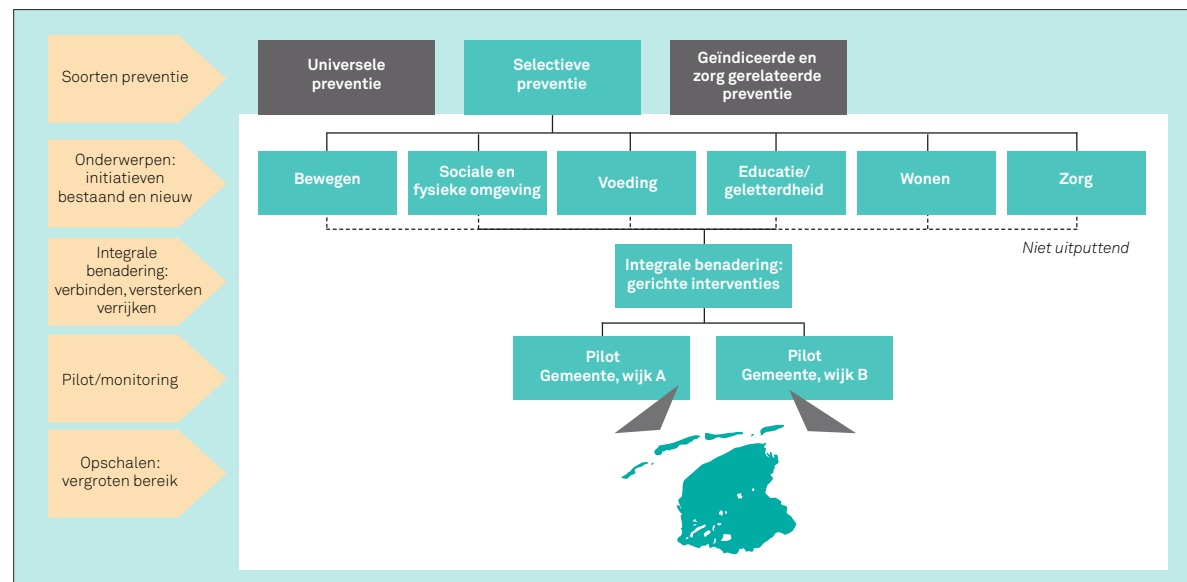 Soorten preventie
Universele
preventie
Selectieve
preventie
Geïndiceerde en
zorg gerelateerde
preventie
Onderwerpen:
initiatieven
bestaand en nieuw
Bewegen
Sociale en
fysieke omgeving
Voeding
Educatie/
geletterdheid
Wonen
Zorg
Niet uitputtend
Integrale
benadering:
verbinden, versterken
verrijken
Integrale benadering:
gerichte interventies
Pilot/monitoring
Pilot
Gemeente, wijk A
Pilot
Gemeente, wijk B
Opschalen:
vergroten bereik